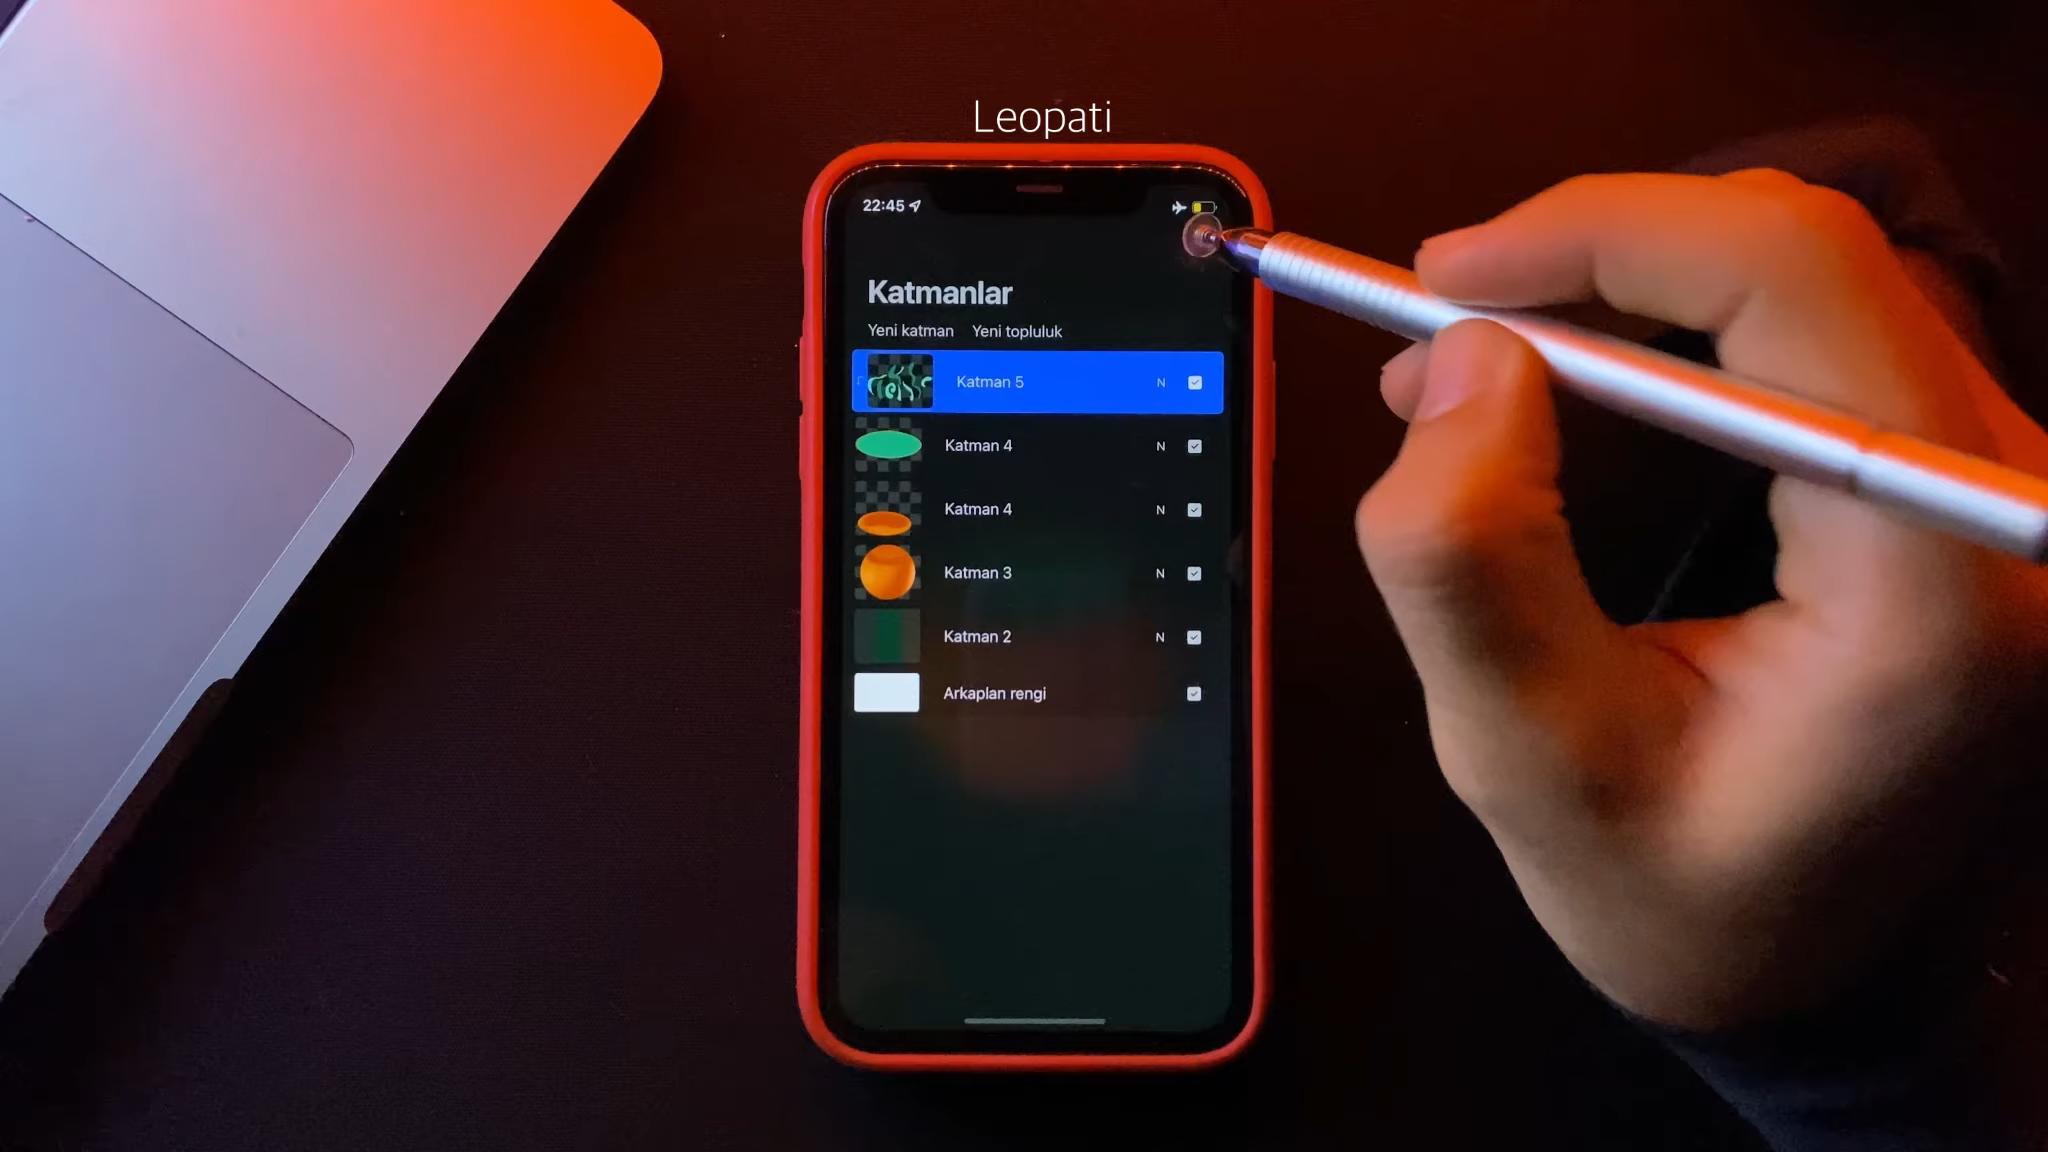 Leopati
22:45
Katmanlar
Yeni katman Yeni topluluk
Katman 5 N
Katman 4 N
Katman 4 N
Katman 3 N
Katman 2 N
Arkaplan rengi